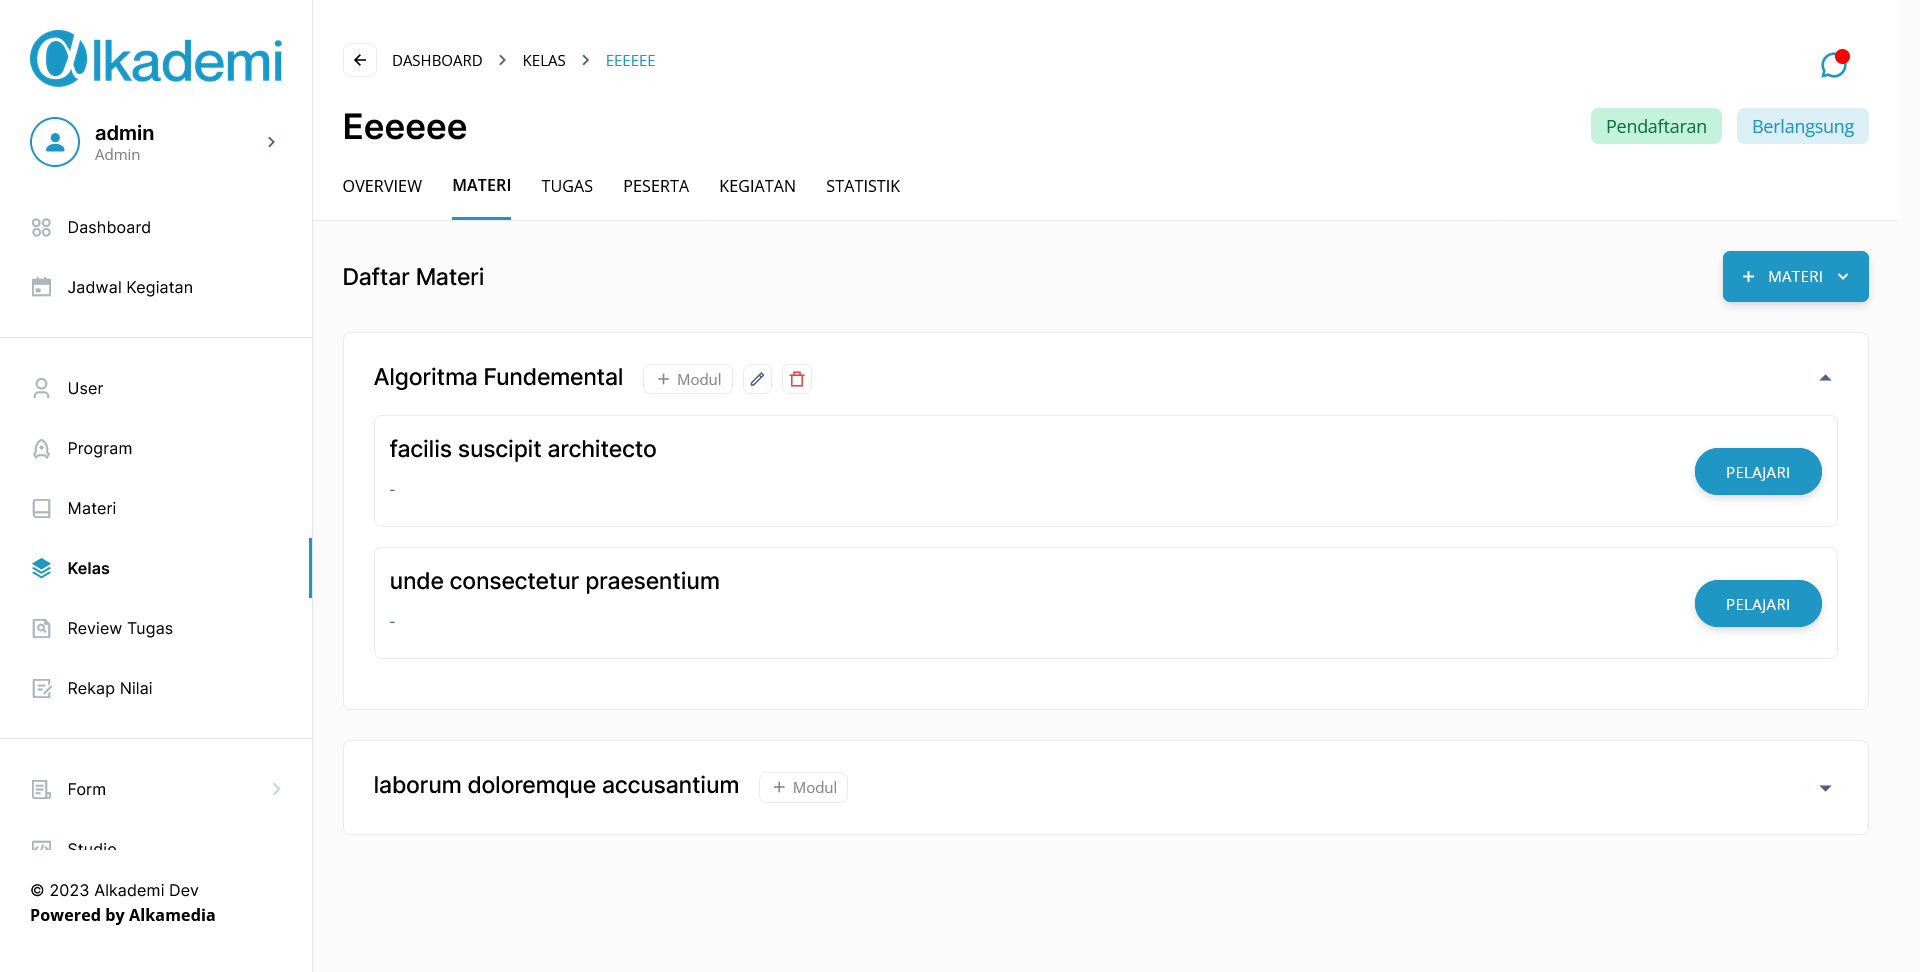 Alkademi
admin
Admin
Dashboard
Jadwal Kegiatan
User
Program
Materi
Kelas
Review Tugas
Rekap Nilai
Form
Studio
© 2023 Alkademi Dev
Powered by Alkamedia
DASHBOARD > KELAS > EEEEEE
Eeeeee
Pendaftaran
Berlangsung
OVERVIEW MATERI TUGAS PESERTA KEGIATAN STATISTIK
Daftar Materi
+ MATERI
Algoritma Fundemental
+ Modul
facilis suscipit architecto
-
PELAJARI
unde consectetur praesentium
-
PELAJARI
laborum doloremque accusantium
+ Modul